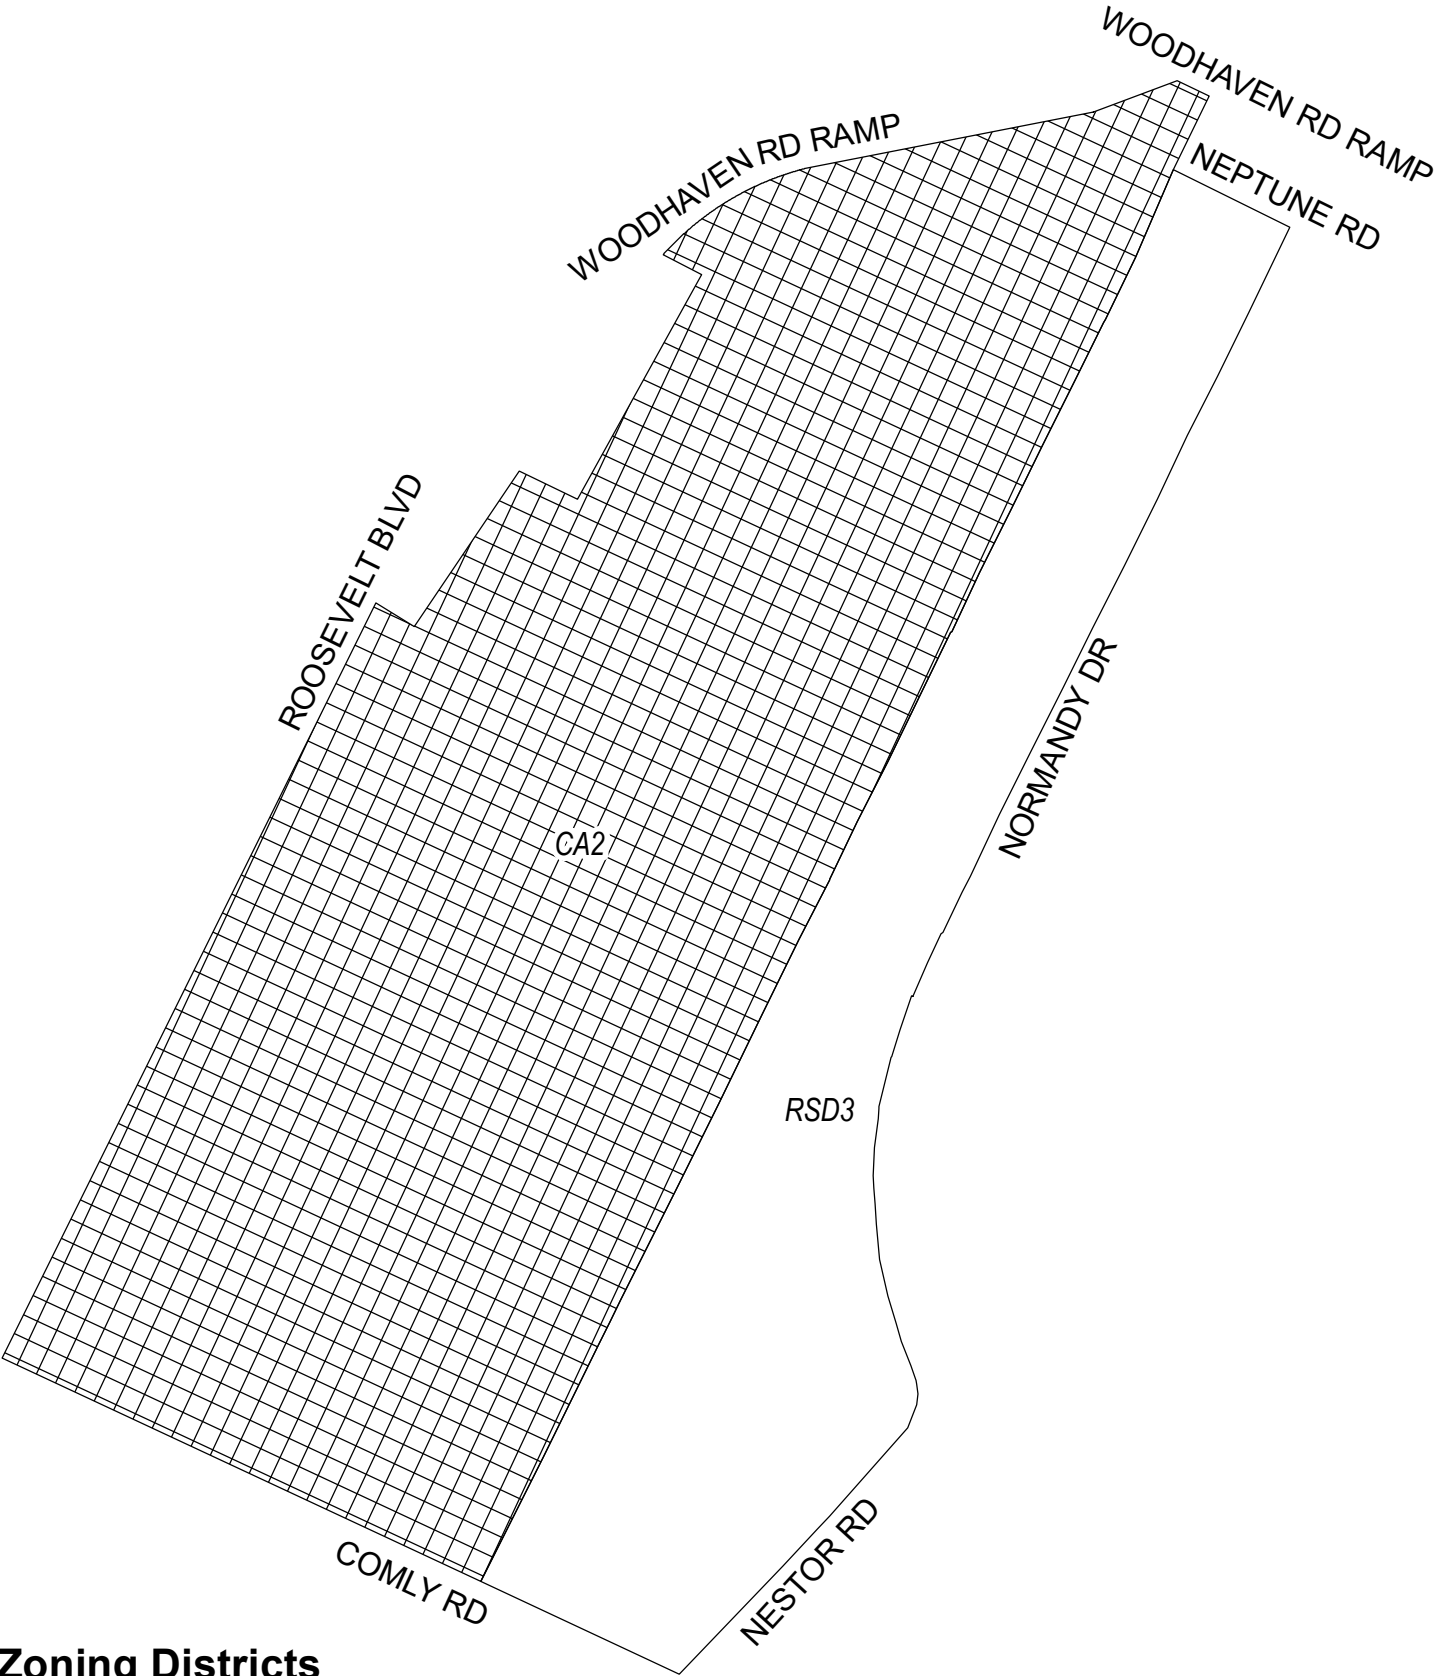 WOODHAVEN RD RAMP
WOODHAVEN RD RAMP
NEPTUNE RD
ROOSEVELT BLVD
NORMANDY DR
CA2
RSD3
NESTOR RD
COMLY RD
Zoning Districts